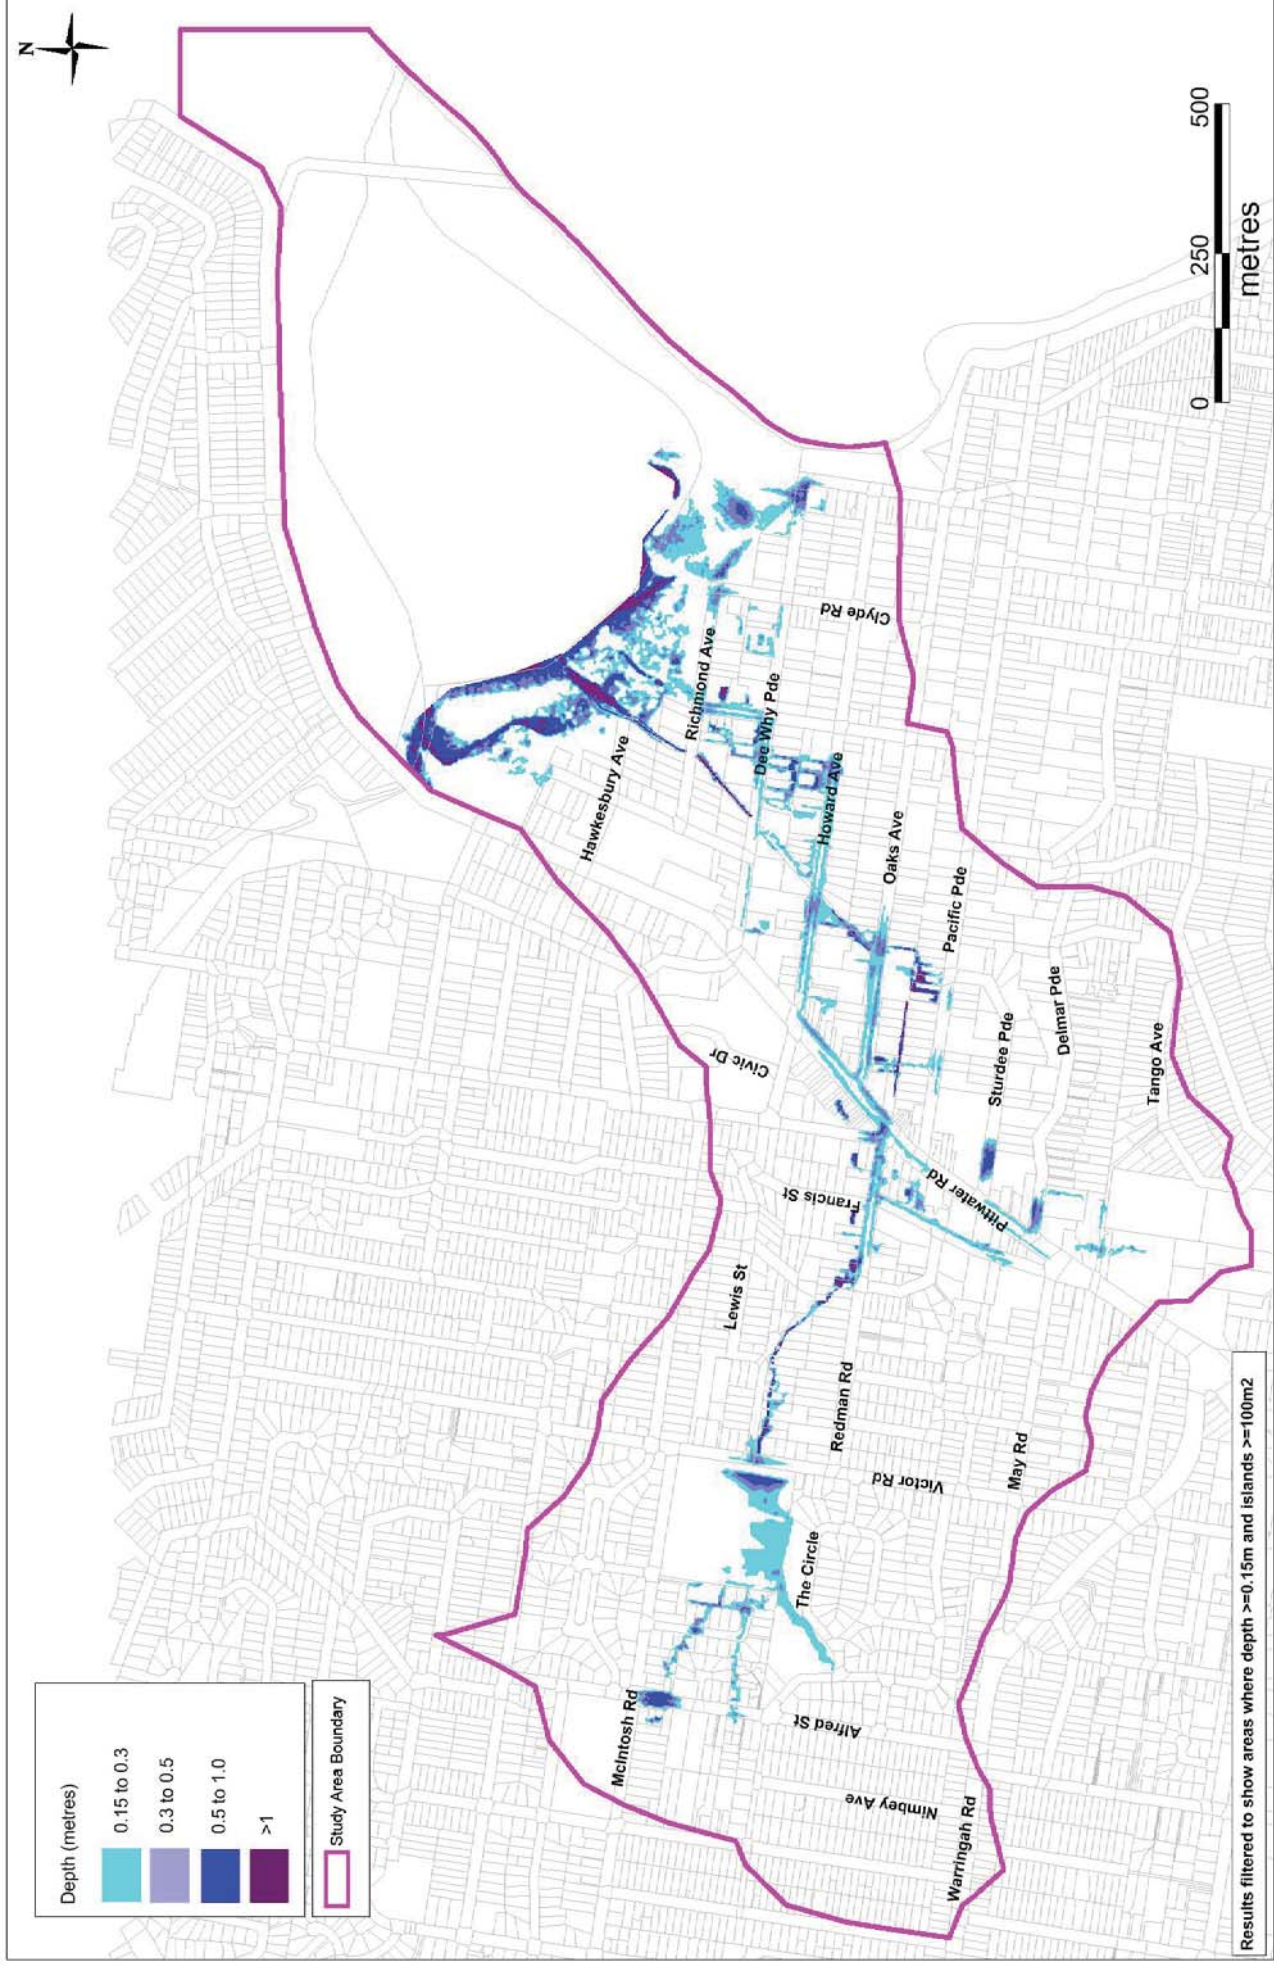 Depth (metres)
0.15 to 0.3
0.3 to 0.5
0.5 to 1.0
>1
Study Area Boundary
N
McIntosh Rd
Alfred St
Nimbey Ave
Warringah Rd
The Circle
Victor Rd
Redman Rd
May Rd
Lewis St
Francis St
Pittwater Rd
Civic Dr
Sturdee Pde
Delmar Pde
Tango Ave
Pacific Pde
Oaks Ave
Howard Ave
Dee Why Pde
Richmond Ave
Hawkesbury Ave
Clyde Rd
0 250 500
metres
Results filtered to show areas where depth >=0.15m and islands >=100m2